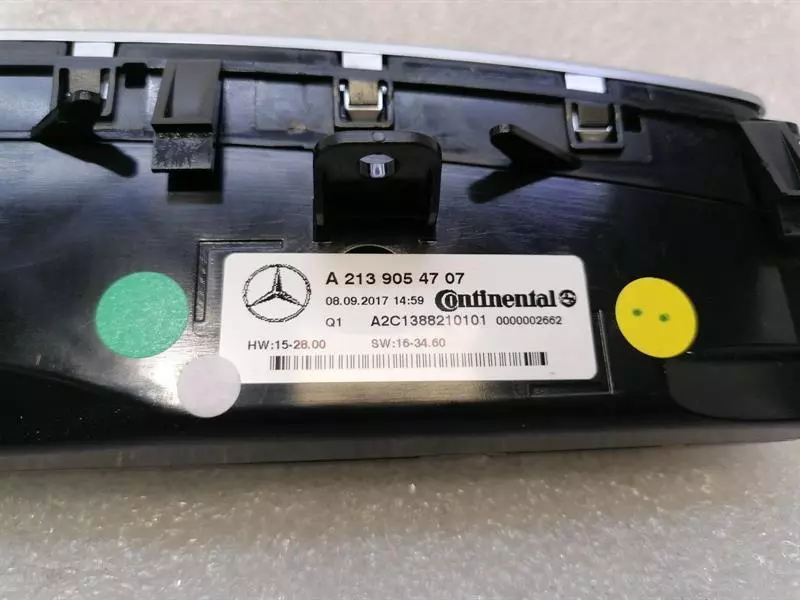 A 213 905 47 07
08.09.2017 14:59 Continental
Q1 A2C1388210101 0000002662
HW:15-28.00 SW:16-34.60